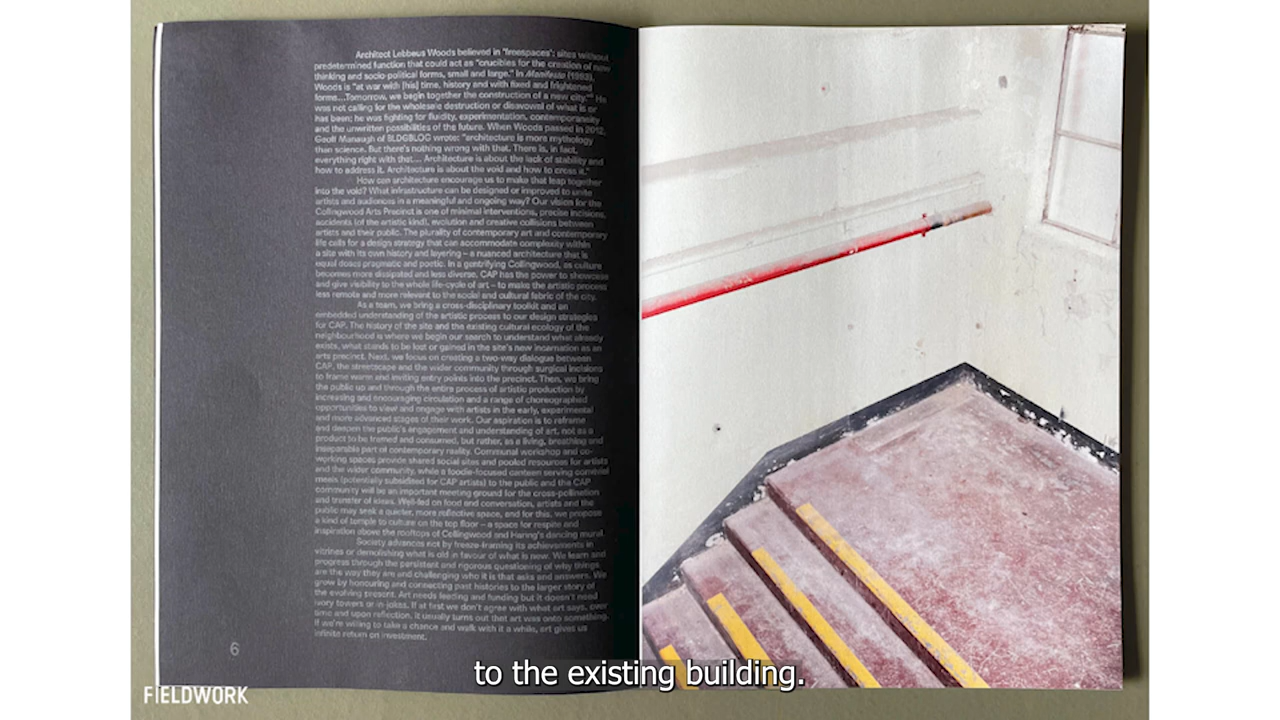 Architect Lebbeus Woods believed in "freespaces": sites without
predetermined function that could act as "crucibles for the creation of new
thinking and socio-political forms, small and large." In Manifesto (1993),
Woods is "at war with [his] time, history and with fixed and frightened
forms...Tomorrow, we begin together the construction of a new city." He
was not calling for the wholesale destruction or disavowal of what is or
has been; he was fighting for fluidity, experimentation, contemporaneity
and the unwritten possibilities of the future. When Woods passed in 2012,
Geoff Manaugh of BLDGBLOG wrote: "architecture is more mythology
than science. But there's nothing wrong with that. There is, in fact,
everything right with that... Architecture is about the lack of stability and
how to address it. Architecture is about the void and how to cross it."
How can architecture encourage us to make that leap together
into the void? What infrastructure can be designed or improved to unite
artists and audiences in a meaningful and ongoing way? Our vision for the
Collingwood Arts Precinct is one of minimal interventions, precise incisions,
accidents (of the artistic kind), evolution and creative collisions between
artists and their public. The plurality of contemporary art and contemporary
life calls for a design strategy that can accommodate complexity within
a site with its own history and layering – a nuanced architecture that is
equal doses pragmatic and poetic. In a gentrifying Collingwood, as culture
becomes more dissipated and less diverse, CAP has the power to showcase
and give visibility to the whole life-cycle of art – to make the artistic process
less remote and more relevant to the social and cultural fabric of the city.
As a team, we bring a cross-disciplinary toolkit and an
embedded understanding of the artistic process to our design strategies
for CAP. The history of the site and the existing cultural ecology of the
neighbourhood is where we begin our search to understand what already
exists, what stands to be lost or gained in the site's new incarnation as an
arts precinct. Next, we focus on creating a two-way dialogue between
CAP, the streetscape and the wider community through surgical incisions
to frame warm and inviting entry points into the precinct. Then, we bring
the public up and through the entire process of artistic production by
increasing and encouraging circulation and a range of choreographed
opportunities to view and engage with artists in the early, experimental
and more advanced stages of their work. Our aspiration is to reframe
and deepen the public's engagement and understanding of art, not as a
product to be framed and consumed, but rather, as a living, breathing and
inseparable part of contemporary reality. Communal workshop and co-
working spaces provide shared social sites and pooled resources for artists
and the wider community, while a foodie-focused canteen serving convivial
meals (potentially subsidised for CAP artists) to the public and the CAP
community will be an important meeting ground for the cross-pollination
and transfer of ideas. Well-fed on food and conversation, artists and the
public may seek a quieter, more reflective space, and for this, we propose
a kind of temple to culture on the top floor – a space for respite and
inspiration above the rooftops of Collingwood and Haring's dancing mural.
Society advances not by freeze-framing its achievements in
vitrines or demolishing what is old in favour of what is new. We learn and
progress through the persistent and rigorous questioning of why things
are the way they are and challenging who it is that asks and answers. We
grow by honouring and connecting past histories to the larger story of
the evolving present. Art needs feeding and funding but it doesn't need
ivory towers or in-jokes. If at first we don't agree with what art says, over
time and upon reflection, it usually turns out that art was onto something.
If we're willing to take a chance and walk with it a while, art gives us
infinite return on investment.
6
to the existing building.
FIELDWORK